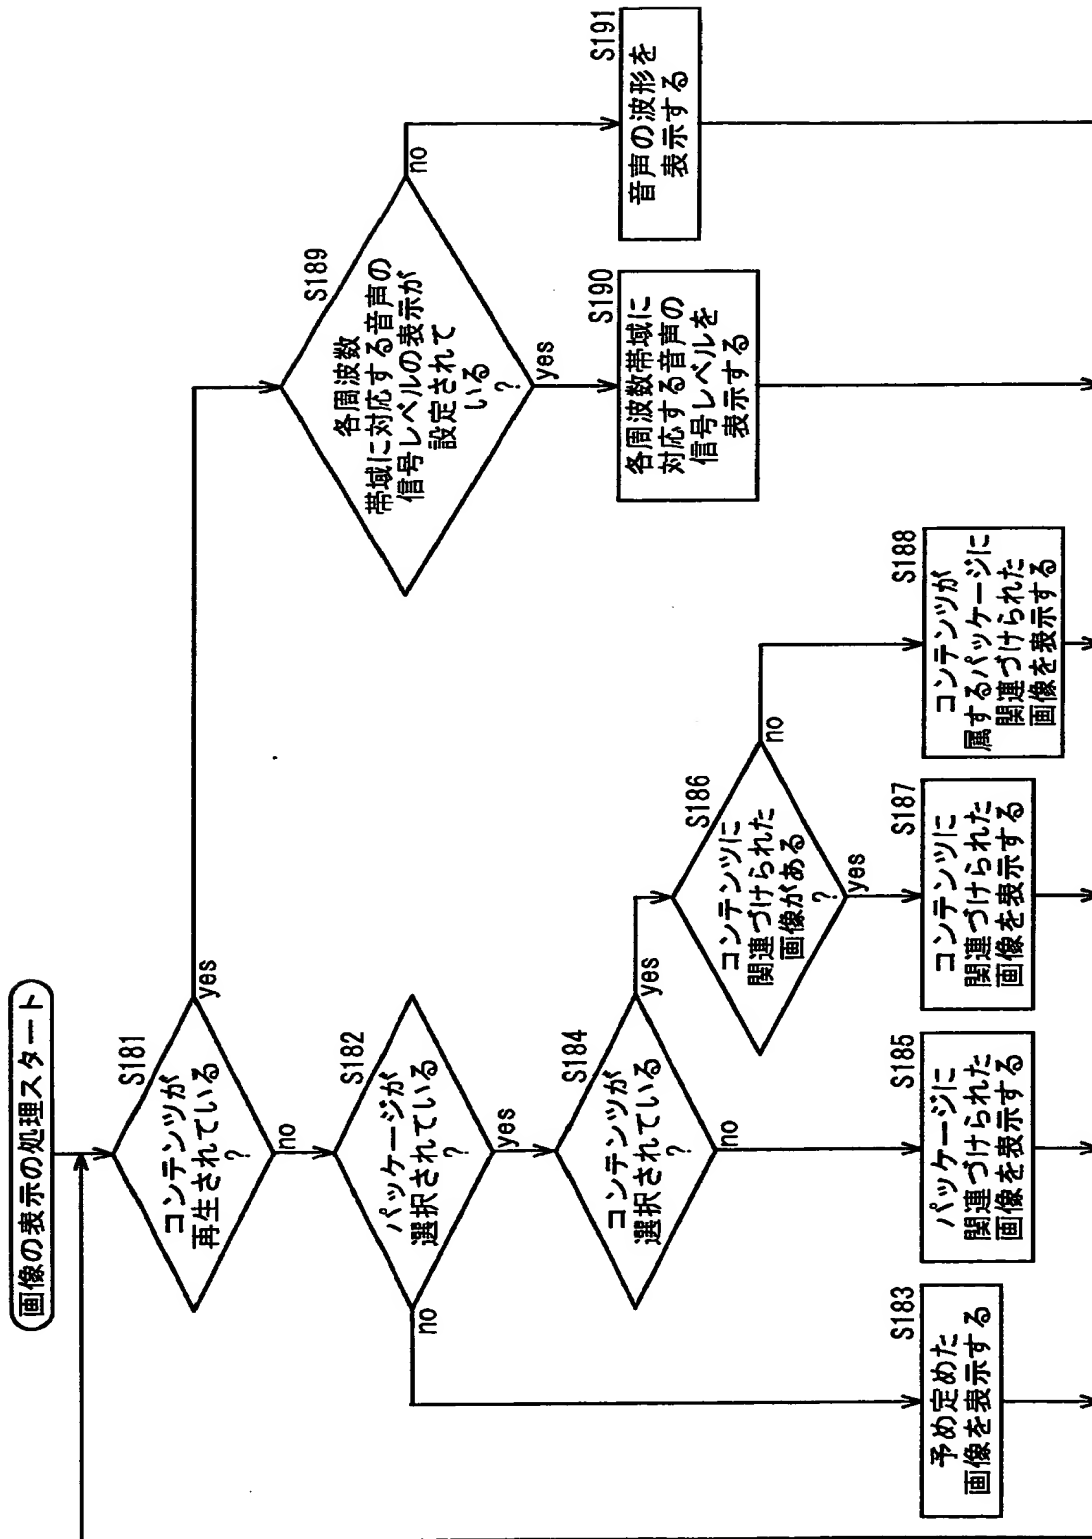 画像の表示の処理スタート
S181
コンテンツが
再生されている
?
yes
no
S182
パッケージが
選択されている
?
no
yes
S183
予め定めた
画像を表示する
S184
コンテンツが
選択されている
?
yes
no
S185
パッケージに
関連づけられた
画像を表示する
S186
コンテンツに
関連づけられた
画像がある
?
no
yes
S187
コンテンツに
関連づけられた
画像を表示する
S188
コンテンツが
属するパッケージに
関連づけられた
画像を表示する
S189
各周波数
帯域に対応する音声の
信号レベルの表示が
設定されて
いる
?
no
yes
S190
各周波数帯域に
対応する音声の
信号レベルを
表示する
S191
音声の波形を
表示する